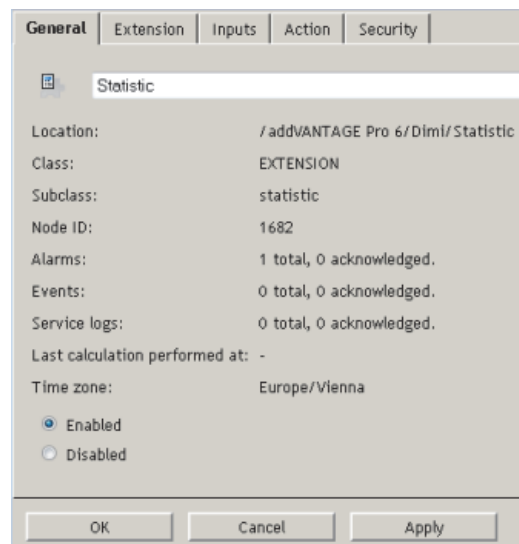 General Extension Inputs Action Security
Statistic
Location: /addVANTAGE Pro 6/Dimi/Statistic
Class: EXTENSION
Subclass: statistic
Node ID: 1682
Alarms: 1 total, 0 acknowledged.
Events: 0 total, 0 acknowledged.
Service logs: 0 total, 0 acknowledged.
Last calculation performed at: -
Time zone: Europe/Vienna
Enabled
Disabled
OK Cancel Apply